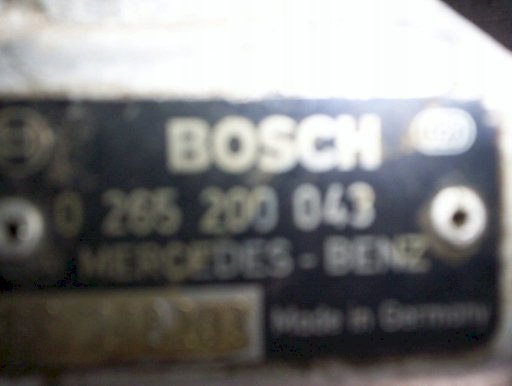 BOSCH
0 265 200 043
MERCEDES-BENZ
Made in Germany